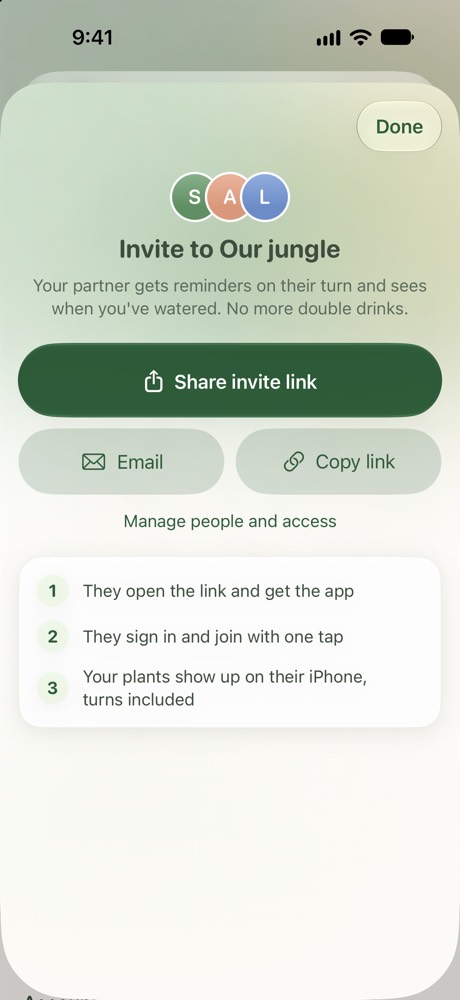 9:41
Done
S A L
Invite to Our jungle
Your partner gets reminders on their turn and sees
when you've watered. No more double drinks.
Share invite link
Email
Copy link
Manage people and access
1 They open the link and get the app
2 They sign in and join with one tap
3 Your plants show up on their iPhone,
turns included